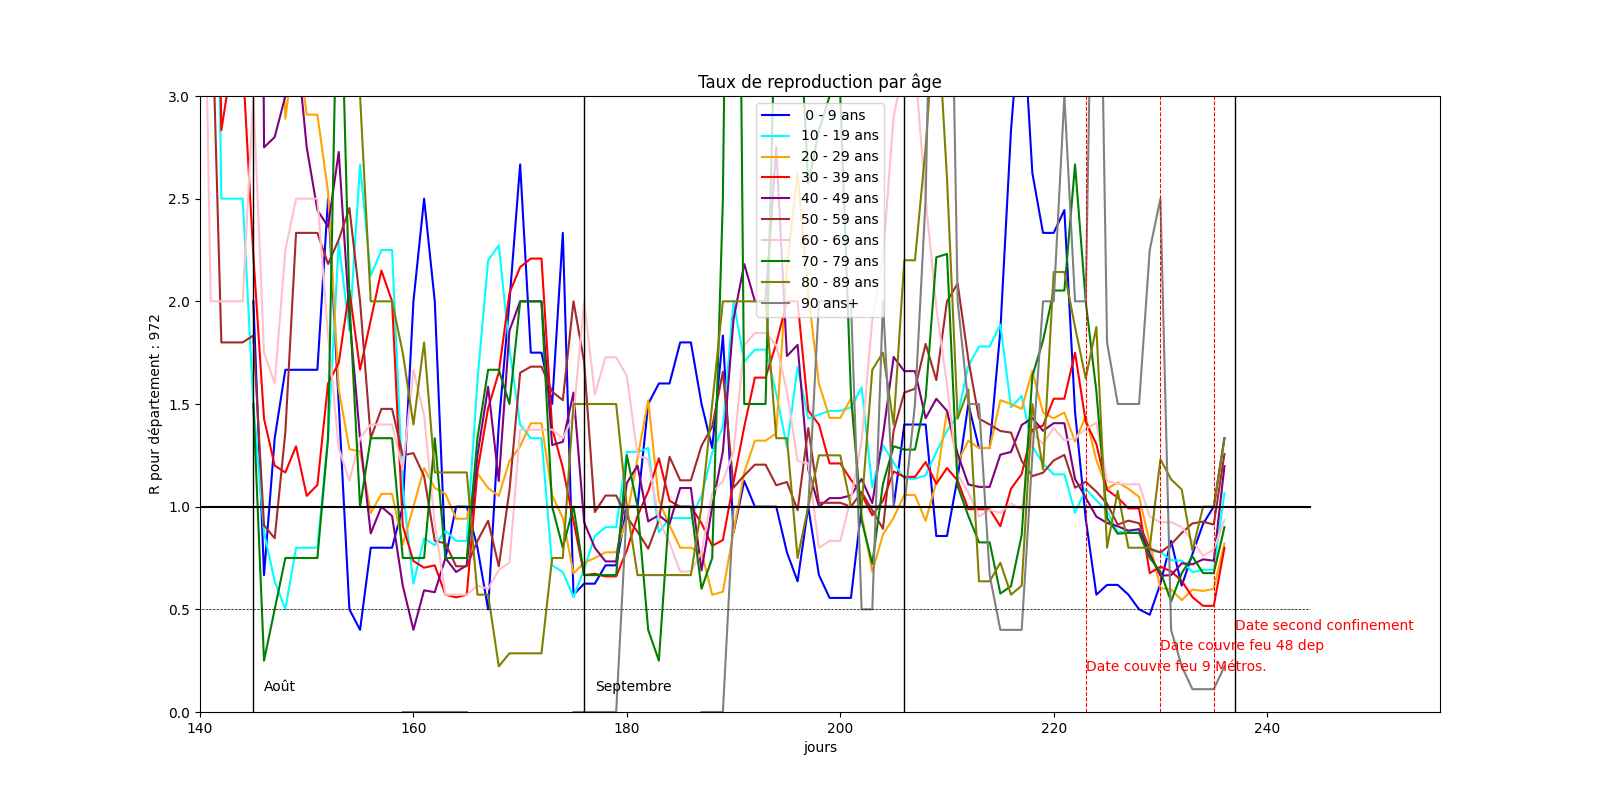 Taux de reproduction par âge
R pour département : 972
3.0
2.5
2.0
1.5
1.0
0.5
0.0
0 - 9 ans
10 - 19 ans
20 - 29 ans
30 - 39 ans
40 - 49 ans
50 - 59 ans
60 - 69 ans
70 - 79 ans
80 - 89 ans
90 ans+
Date second confinement
Date couvre feu 48 dep
Date couvre feu 9 Métros.
Août
Septembre
140
160
180
200
220
240
jours